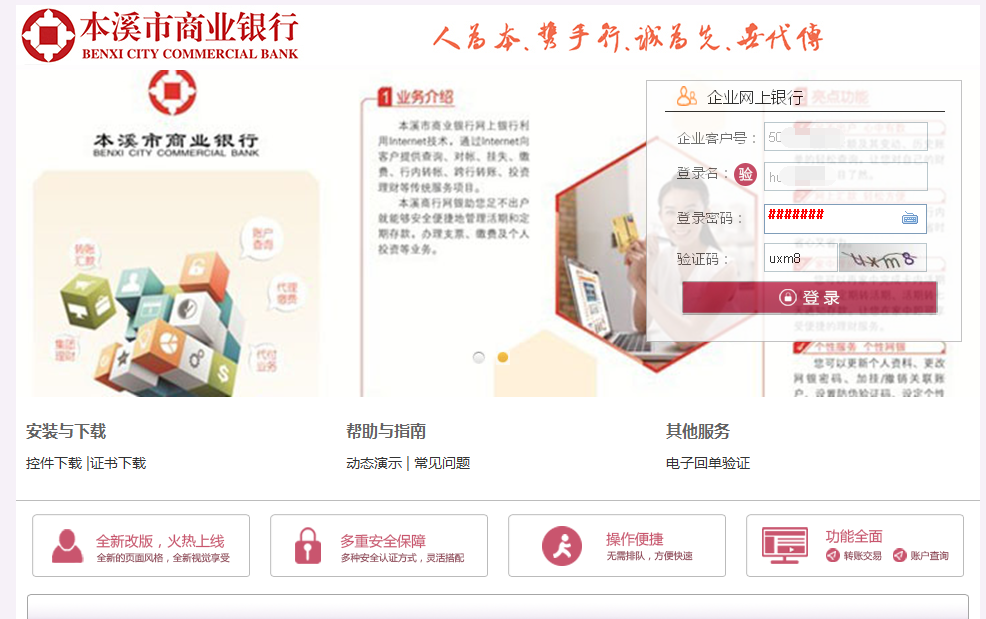 本溪市商业银行
BENXI CITY COMMERCIAL BANK
人为本、携手行、诚为先、共代传
本溪市商业银行
BENXI CITY COMMERCIAL BANK
转账
汇款
账户
查询
代理
缴费
集团
理财
代付
业务
1 业务介绍
本溪市商业银行网上银行利
用Internet技术，通过Internet向
客户提供查询、对帐、挂失、缴
费、行内转帐、跨行转账、投资
理财等传统服务项目。
本溪商行网银助您足不出户
就能够安全便捷地管理活期和定
期存款，办理支票、缴费及个人
投资等业务。
企业网上银行
亮点功能
企业客户号：
50
登录名：
验
hu
登录密码：
#######
验证码：
uxm8
uxm8
登录
个性服务 个性网银
您可以更新个人资料、更改
网银密码、加挂/撤销关联账
户、设置防伪验证码、设定个性
安装与下载
控件下载 |证书下载
帮助与指南
动态演示 | 常见问题
其他服务
电子回单验证
全新改版，火热上线
全新的页面风格，全新视觉享受
多重安全保障
多种安全认证方式，灵活搭配
操作便捷
无需排队，方便快速
功能全面
转账交易 账户查询